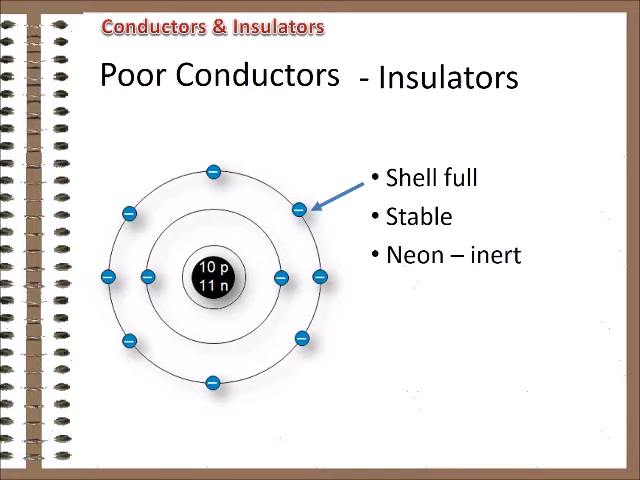 Conductors & Insulators
Poor Conductors - Insulators
• Shell full
• Stable
• Neon – inert
10 p
11 n